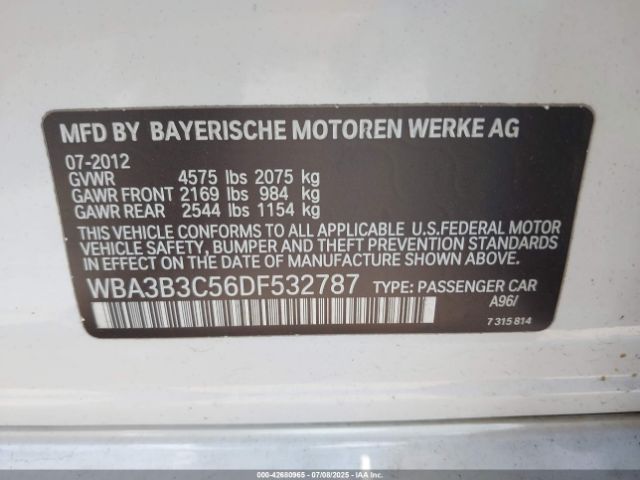 MFD BY BAYERISCHE MOTOREN WERKE AG
07-2012
GVWR 4575 lbs 2075 kg
GAWR FRONT 2169 lbs 984 kg
GAWR REAR 2544 lbs 1154 kg
THIS VEHICLE CONFORMS TO ALL APPLICABLE U.S.FEDERAL MOTOR
VEHICLE SAFETY, BUMPER AND THEFT PREVENTION STANDARDS
IN EFFECT ON THE DATE OF MANUFACTURE SHOWN ABOVE.
WBA3B3C56DF532787 TYPE: PASSENGER CAR
A96/
7 315 814
000-42680965 07/08/2025 Copyright © IAA, LLC